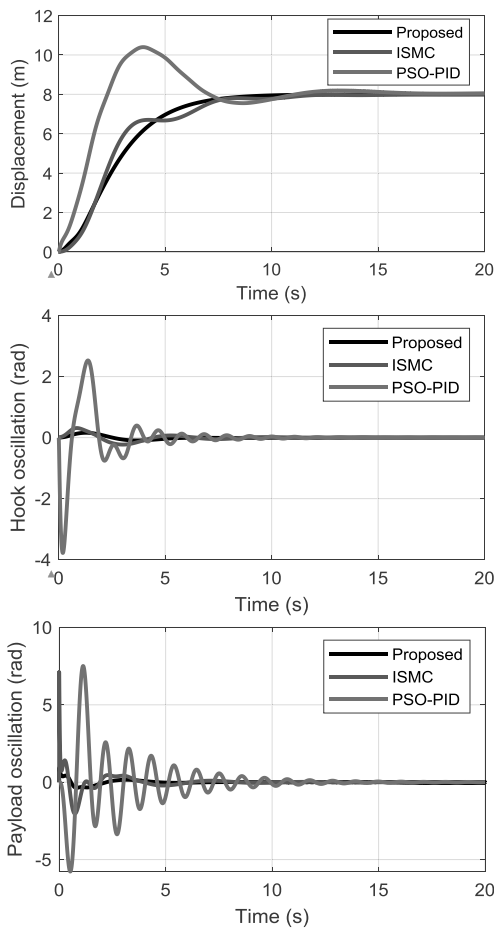 12
10
8
6
4
2
0
Displacement (m)
Proposed
ISMC
PSO-PID
0 5 10 15 20
Time (s)
4
2
0
-2
-4
Hook oscillation (rad)
Proposed
ISMC
PSO-PID
0 5 10 15 20
Time (s)
10
5
0
-5
Payload oscillation (rad)
Proposed
ISMC
PSO-PID
0 5 10 15 20
Time (s)